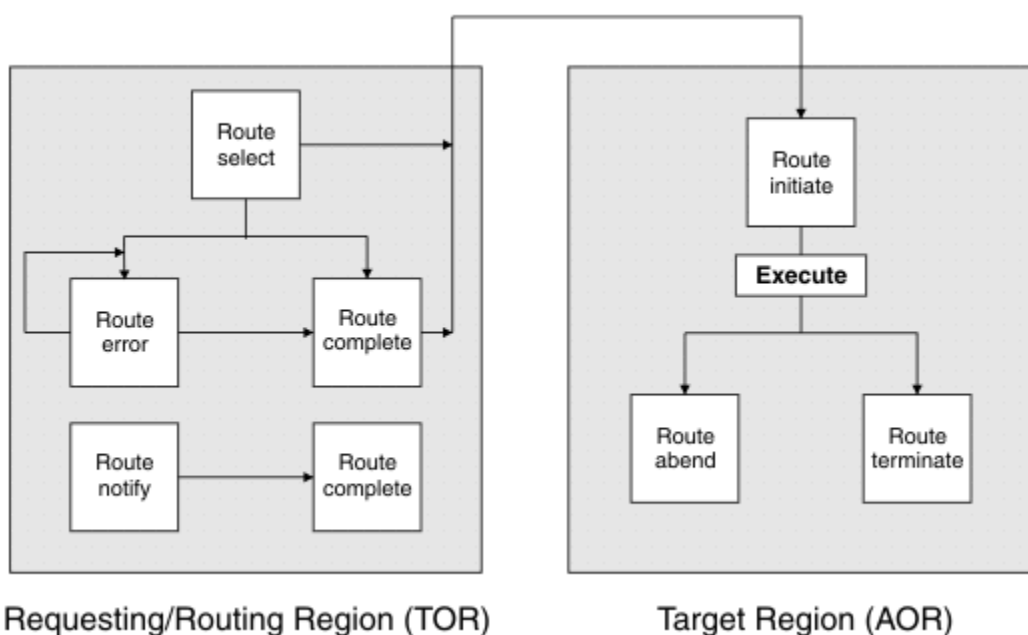 Route
select
Route
error
Route
complete
Route
notify
Route
complete
Requesting/Routing Region (TOR)
Route
initiate
Execute
Route
abend
Route
terminate
Target Region (AOR)